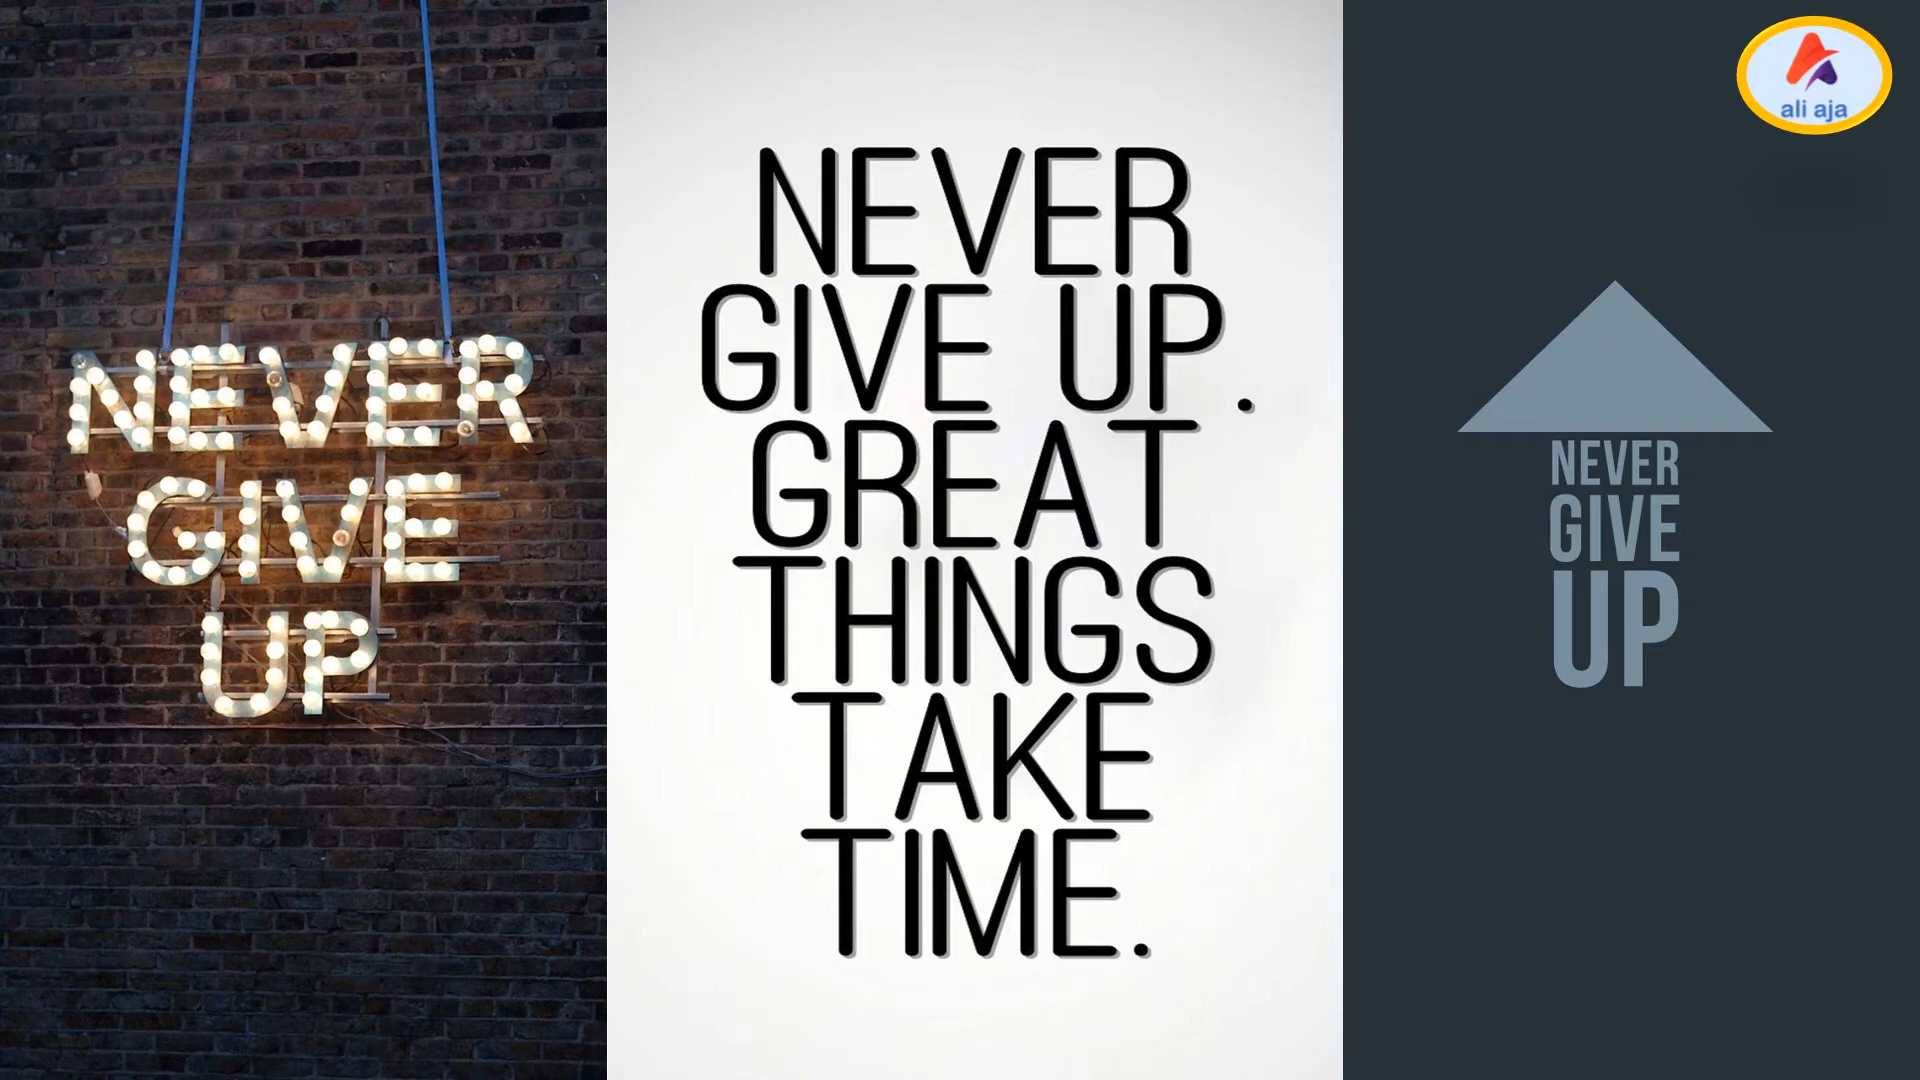 NEVER
GIVE
UP
NEVER
GIVE UP.
GREAT
THINGS
TAKE
TIME.
NEVER
GIVE
UP
ali aja